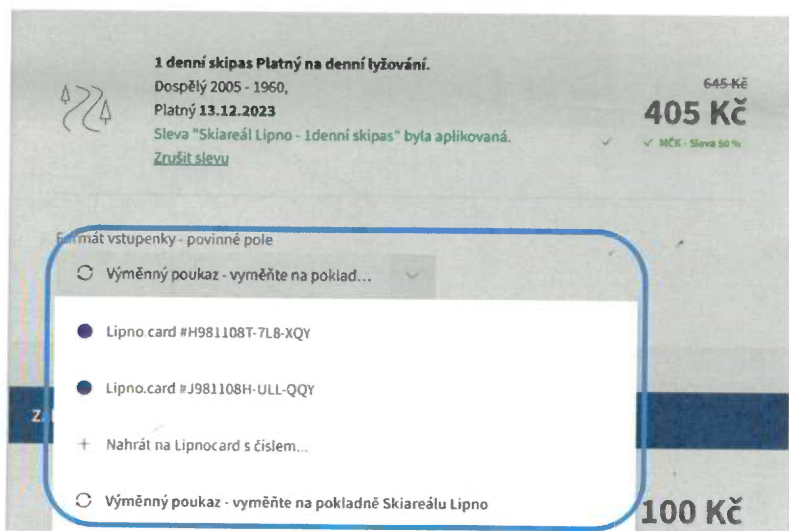 1 denní skipas Platný na denní lyžování.
Dospělý 2005 - 1960,
Platný 13.12.2023
Sleva "Skiareál Lipno - 1denní skipas" byla aplikovaná.
Zrušit slevu
645 Kč
405 Kč
MČK - Sleva 50 %
Formát vstupenky - povinné pole
Výměnný poukaz - vyměňte na poklad...
Lipno.card #H981108T-7L8-XQY
Lipno.card #J981108H-ULL-QQY
Nahrát na Lipnocard s číslem...
Výměnný poukaz - vyměňte na pokladně Skiareálu Lipno
100 Kč